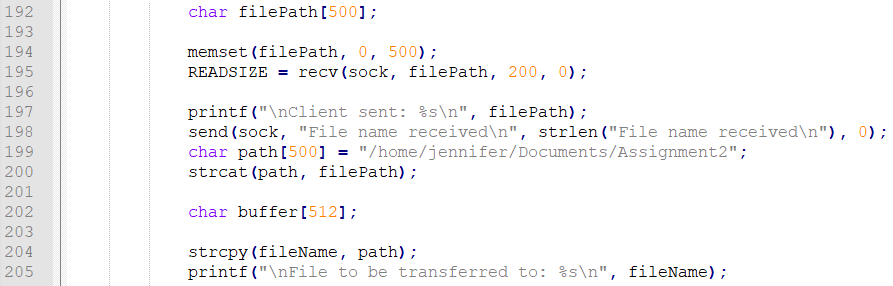 192 char filePath[500];
193
194 memset(filePath, 0, 500);
195 READSIZE = recv(sock, filePath, 200, 0);
196
197 printf("\nClient sent: %s\n", filePath);
198 send(sock, "File name received\n", strlen("File name received\n"), 0);
199 char path[500] = "/home/jennifer/Documents/Assignment2";
200 strcat(path, filePath);
201
202 char buffer[512];
203
204 strcpy(fileName, path);
205 printf("\nFile to be transferred to: %s\n", fileName);